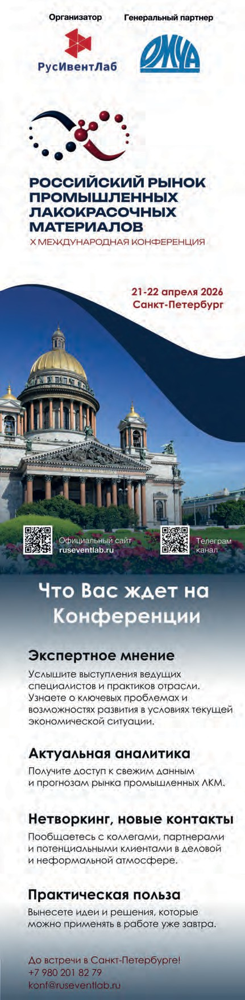 Организатор
Генеральный партнер
РусИвентЛаб
ОМYA
РОССИЙСКИЙ РЫНОК
ПРОМЫШЛЕННЫХ
ЛАКОКРАСОЧНЫХ
МАТЕРИАЛОВ
X МЕЖДУНАРОДНАЯ КОНФЕРЕНЦИЯ
21-22 апреля 2026
Санкт-Петербург
Официальный сайт
ruseventlab.ru
Телеграм
канал
Что Вас ждет на
Конференции
Экспертное мнение
Услышите выступления ведущих
специалистов и практиков отрасли.
Узнаете о ключевых проблемах и
возможностях развития в условиях текущей
экономической ситуации.
Актуальная аналитика
Получите доступ к свежим данным
и прогнозам рынка промышленных ЛКМ.
Нетворкинг, новые контакты
Пообщаетесь с коллегами, партнерами
и потенциальными клиентами в деловой
и неформальной атмосфере.
Практическая польза
Вынесете идеи и решения, которые
можно применять в работе уже завтра.
До встречи в Санкт-Петербурге!
+7 980 201 82 79
konf@ruseventlab.ru